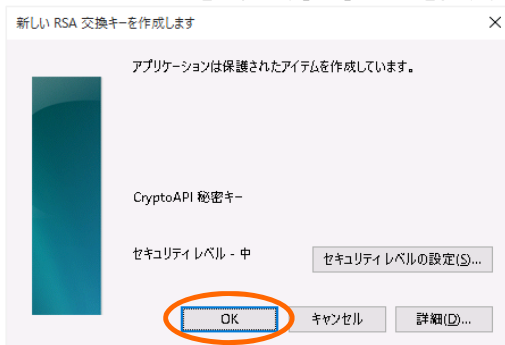 新しい RSA 交換キーを作成します
アプリケーションは保護されたアイテムを作成しています。
CryptoAPI 秘密キー
セキュリティ レベル - 中
セキュリティ レベルの設定(S)...
OK
キャンセル
詳細(D)...